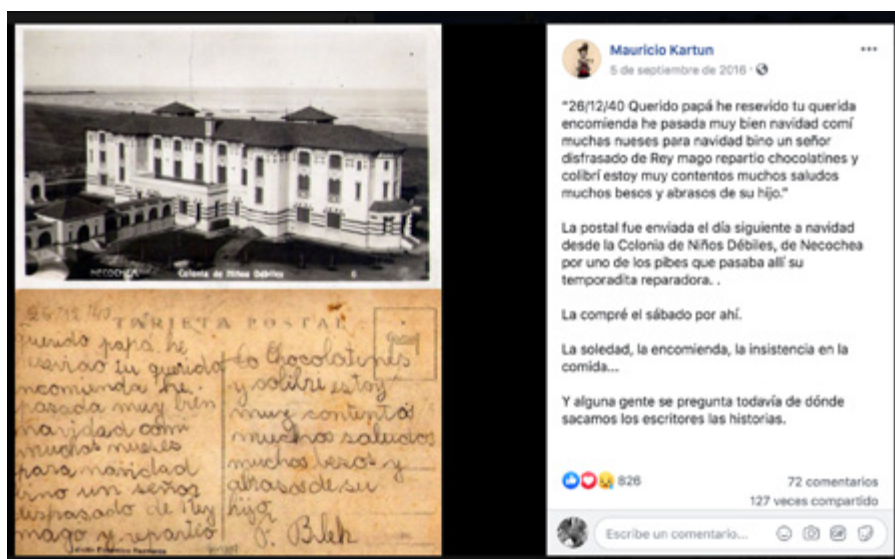 NECOCHEA Colonia de Niños Débiles 6
26/12/40
TARJETA POSTAL
querido papá he
reservido tu querida
encomienda he
pasada muy bien
navidad comi
muchas nueses
para navidad
bino un señor
disfrasado de Rey
mago y repartio
to Chocolatines
y colibre estoy
muy contentos
muchos saludos
muchos besos y
abrasos de su
hijo
Mauricio Kartun
5 de septiembre de 2016 ·
"26/12/40 Querido papá he resevido tu querida
encomienda he pasada muy bien navidad comí
muchas nueses para navidad bino un señor
disfrasado de Rey mago repartio chocolatines y
colibrí estoy muy contentos muchos saludos
muchos besos y abrasos de su hijo."
La postal fue enviada el día siguiente a navidad
desde la Colonia de Niños Débiles, de Necochea
por uno de los pibes que pasaba allí su
temporadita reparadora. .
La compré el sábado por ahí.
La soledad, la encomienda, la insistencia en la
comida...
Y alguna gente se pregunta todavía de dónde
sacamos los escritores las historias.
826
72 comentarios
127 veces compartido
Escribe un comentario...